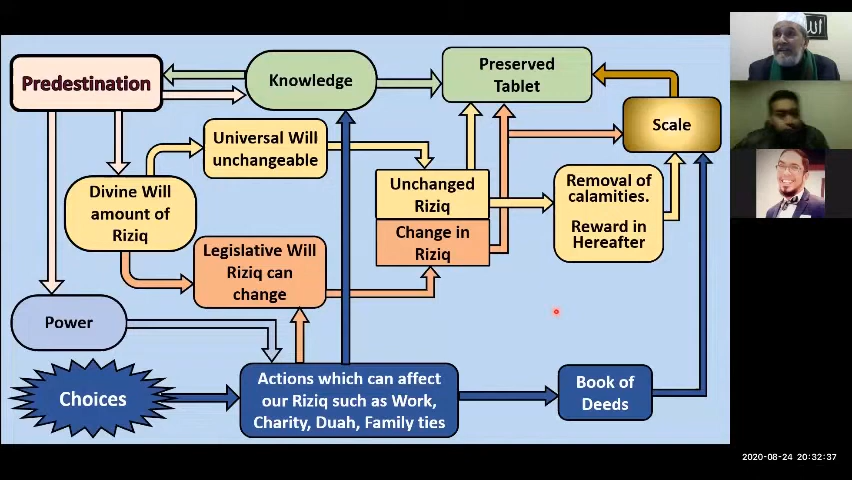 Predestination
Knowledge
Preserved
Tablet
Scale
Universal Will
unchangeable
Divine Will
amount of
Riziq
Unchanged
Riziq
Change in
Riziq
Removal of
calamities.
Reward in
Hereafter
Legislative Will
Riziq can
change
Power
Choices
Actions which can affect
our Riziq such as Work,
Charity, Duah, Family ties
Book of
Deeds
الله
2020-08-24 20:32:37